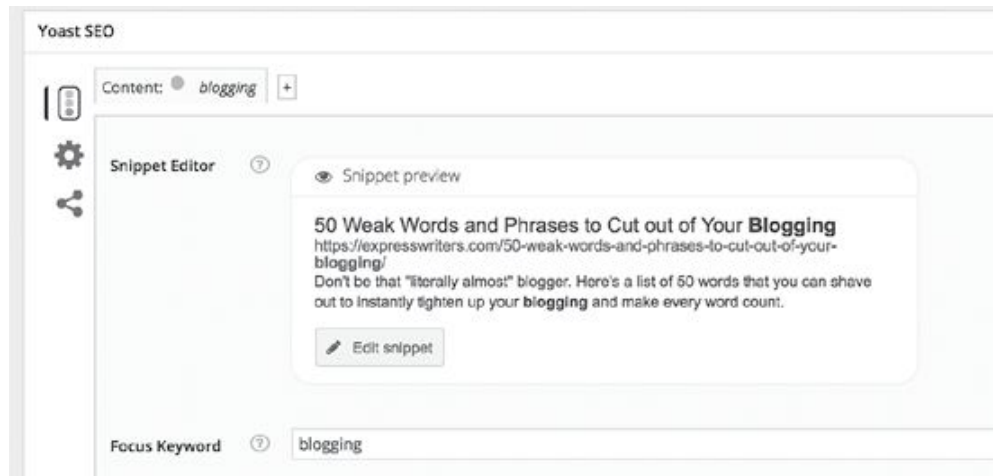 Yoast SEO
Content: blogging +
Snippet Editor ?
Snippet preview
50 Weak Words and Phrases to Cut out of Your Blogging
https://expresswriters.com/50-weak-words-and-phrases-to-cut-out-of-your-
blogging/
Don't be that "literally almost" blogger. Here's a list of 50 words that you can shave
out to instantly tighten up your blogging and make every word count.
Edit snippet
Focus Keyword ? blogging